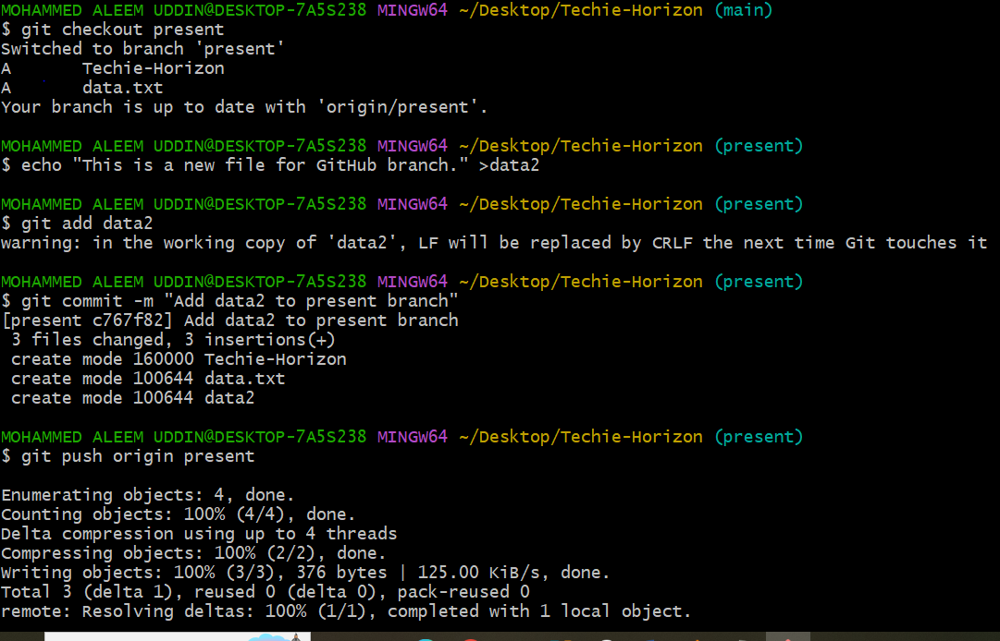 MOHAMMED ALEEM UDDIN@DESKTOP-7A5S238 MINGW64 ~/Desktop/Techie-Horizon (main)
$ git checkout present
Switched to branch 'present'
A       Techie-Horizon
A       data.txt
Your branch is up to date with 'origin/present'.
MOHAMMED ALEEM UDDIN@DESKTOP-7A5S238 MINGW64 ~/Desktop/Techie-Horizon (present)
$ echo "This is a new file for GitHub branch." >data2
MOHAMMED ALEEM UDDIN@DESKTOP-7A5S238 MINGW64 ~/Desktop/Techie-Horizon (present)
$ git add data2
warning: in the working copy of 'data2', LF will be replaced by CRLF the next time Git touches it
MOHAMMED ALEEM UDDIN@DESKTOP-7A5S238 MINGW64 ~/Desktop/Techie-Horizon (present)
$ git commit -m "Add data2 to present branch"
[present c767f82] Add data2 to present branch
 3 files changed, 3 insertions(+)
 create mode 160000 Techie-Horizon
 create mode 100644 data.txt
 create mode 100644 data2
MOHAMMED ALEEM UDDIN@DESKTOP-7A5S238 MINGW64 ~/Desktop/Techie-Horizon (present)
$ git push origin present
Enumerating objects: 4, done.
Counting objects: 100% (4/4), done.
Delta compression using up to 4 threads
Compressing objects: 100% (2/2), done.
Writing objects: 100% (3/3), 376 bytes | 125.00 KiB/s, done.
Total 3 (delta 1), reused 0 (delta 0), pack-reused 0
remote: Resolving deltas: 100% (1/1), completed with 1 local object.